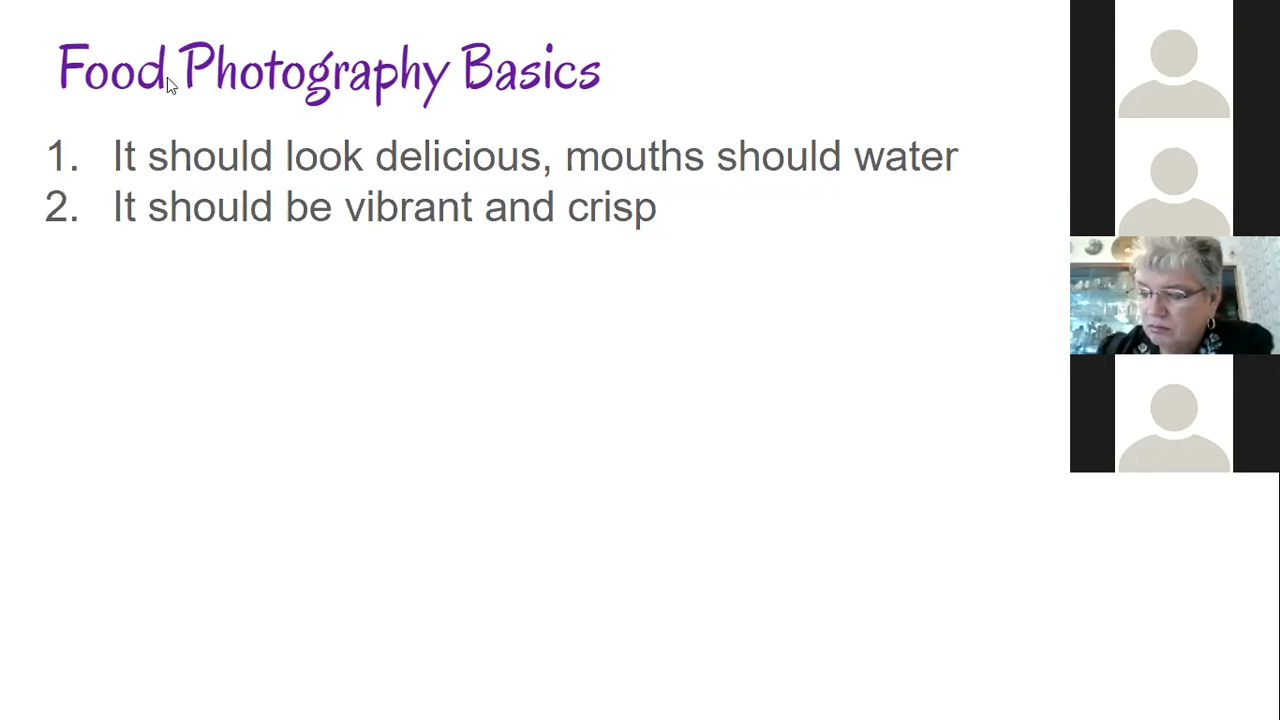 Food Photography Basics
1. It should look delicious, mouths should water
2. It should be vibrant and crisp